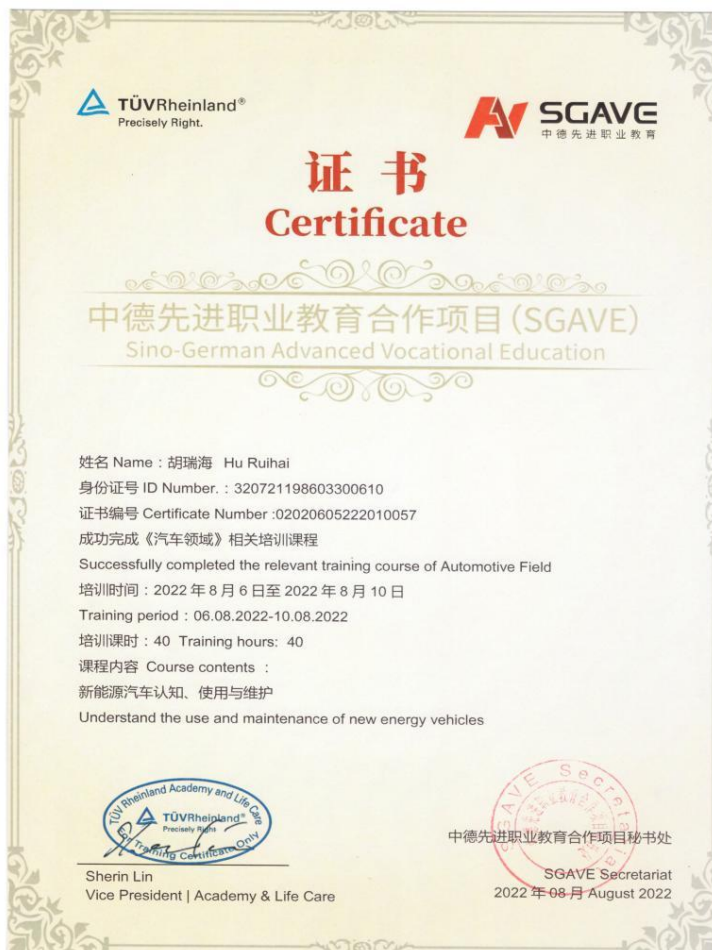 TÜVRheinland®
Precisely Right.
SGAVE
中德先进职业教育
证书
Certificate
中德先进职业教育合作项目(SGAVE)
Sino-German Advanced Vocational Education
姓名 Name：胡瑞海 Hu Ruihai
身份证号 ID Number.：320721198603300610
证书编号 Certificate Number :02020605222010057
成功完成《汽车领域》相关培训课程
Successfully completed the relevant training course of Automotive Field
培训时间：2022 年 8 月 6 日至 2022 年 8 月 10 日
Training period：06.08.2022-10.08.2022
培训课时：40 Training hours: 40
课程内容 Course contents ：
新能源汽车认知、使用与维护
Understand the use and maintenance of new energy vehicles
TÜV Rheinland Academy and Life Care
TÜVRheinland®
Precisely Right
For Training Certificate Only
Sherin Lin
Vice President | Academy & Life Care
SGAVE Secretaria
中德先进职业教育合作项目秘书处
SGAVE Secretariat
2022 年 08 月 August 2022